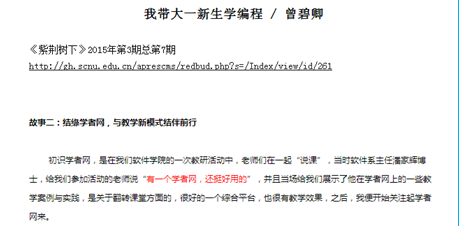 我带大一新生学编程 / 曾碧卿
《紫荆树下》2015年第3期总第7期
http://zh.scnu.edu.cn/aprescms/redbud.php?s=/Index/view/id/261
故事二：结缘学者网，与教学新模式结伴前行
初识学者网，是在我们软件学院的一次教研活动中，老师们在一起“说课”，当时软件系主任潘家辉博
士，给我们参加活动的老师说“有一个学者网，还挺好用的”，并且当场给我们展示了他在学者网上的一些教
学案例与实践，是关于翻转课堂方面的，很好的一个综合平台，也很有教学效果，之后，我便开始关注起学者
网来。